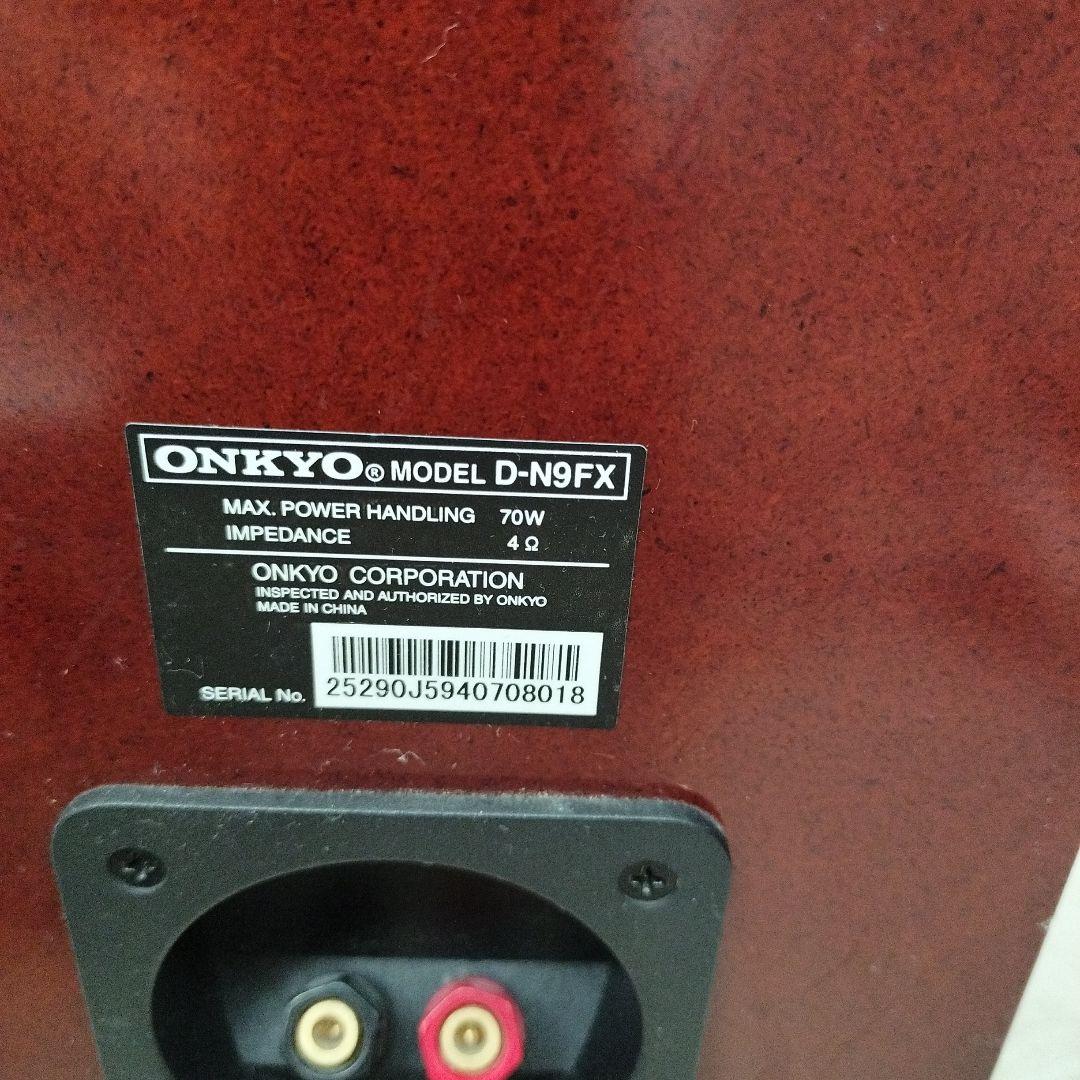 ONKYO® MODEL D-N9FX
MAX. POWER HANDLING 70W
IMPEDANCE 4Ω
ONKYO CORPORATION
INSPECTED AND AUTHORIZED BY ONKYO
MADE IN CHINA
SERIAL No. 25290J5940708018